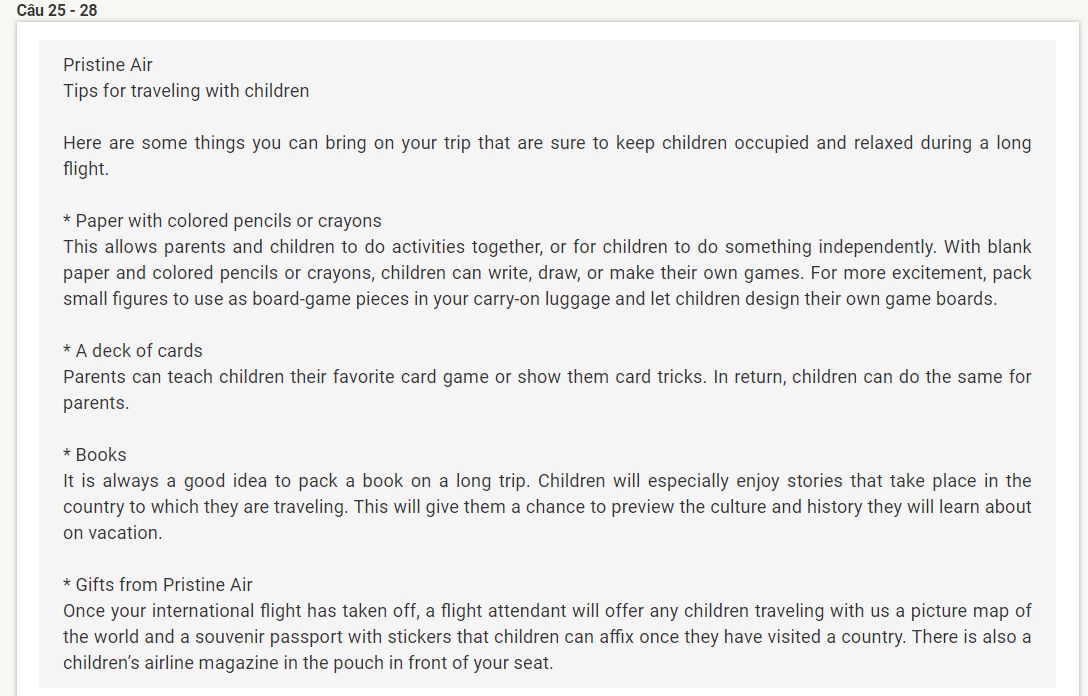 Câu 25 - 28
Pristine Air
Tips for traveling with children
Here are some things you can bring on your trip that are sure to keep children occupied and relaxed during a long
flight.
* Paper with colored pencils or crayons
This allows parents and children to do activities together, or for children to do something independently. With blank
paper and colored pencils or crayons, children can write, draw, or make their own games. For more excitement, pack
small figures to use as board-game pieces in your carry-on luggage and let children design their own game boards.
* A deck of cards
Parents can teach children their favorite card game or show them card tricks. In return, children can do the same for
parents.
* Books
It is always a good idea to pack a book on a long trip. Children will especially enjoy stories that take place in the
country to which they are traveling. This will give them a chance to preview the culture and history they will learn about
on vacation.
* Gifts from Pristine Air
Once your international flight has taken off, a flight attendant will offer any children traveling with us a picture map of
the world and a souvenir passport with stickers that children can affix once they have visited a country. There is also a
children’s airline magazine in the pouch in front of your seat.